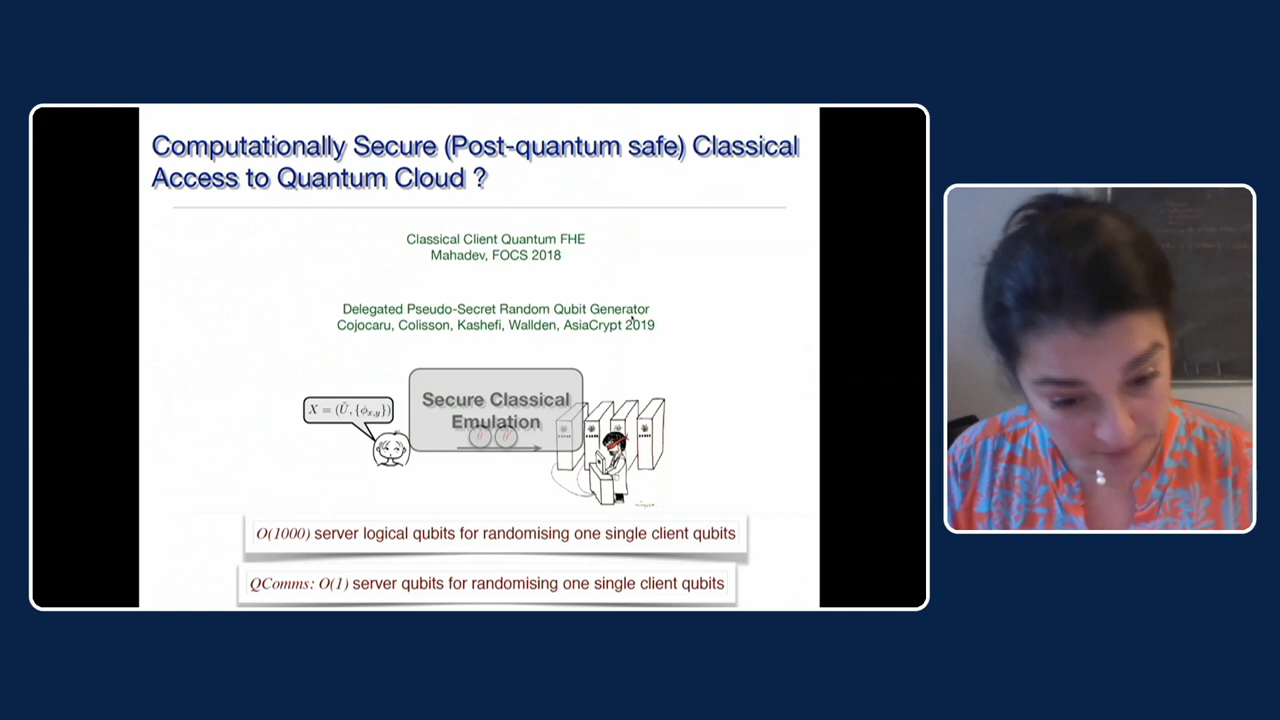 Computationally Secure (Post-quantum safe) Classical
Access to Quantum Cloud ?
Classical Client Quantum FHE
Mahadev, FOCS 2018
Delegated Pseudo-Secret Random Qubit Generator
Cojocaru, Colisson, Kashefi, Wallden, AsiaCrypt 2019
X = (Ũ, {ϕx,y})
Secure Classical
Emulation
O(1000) server logical qubits for randomising one single client qubits
QComms: O(1) server qubits for randomising one single client qubits